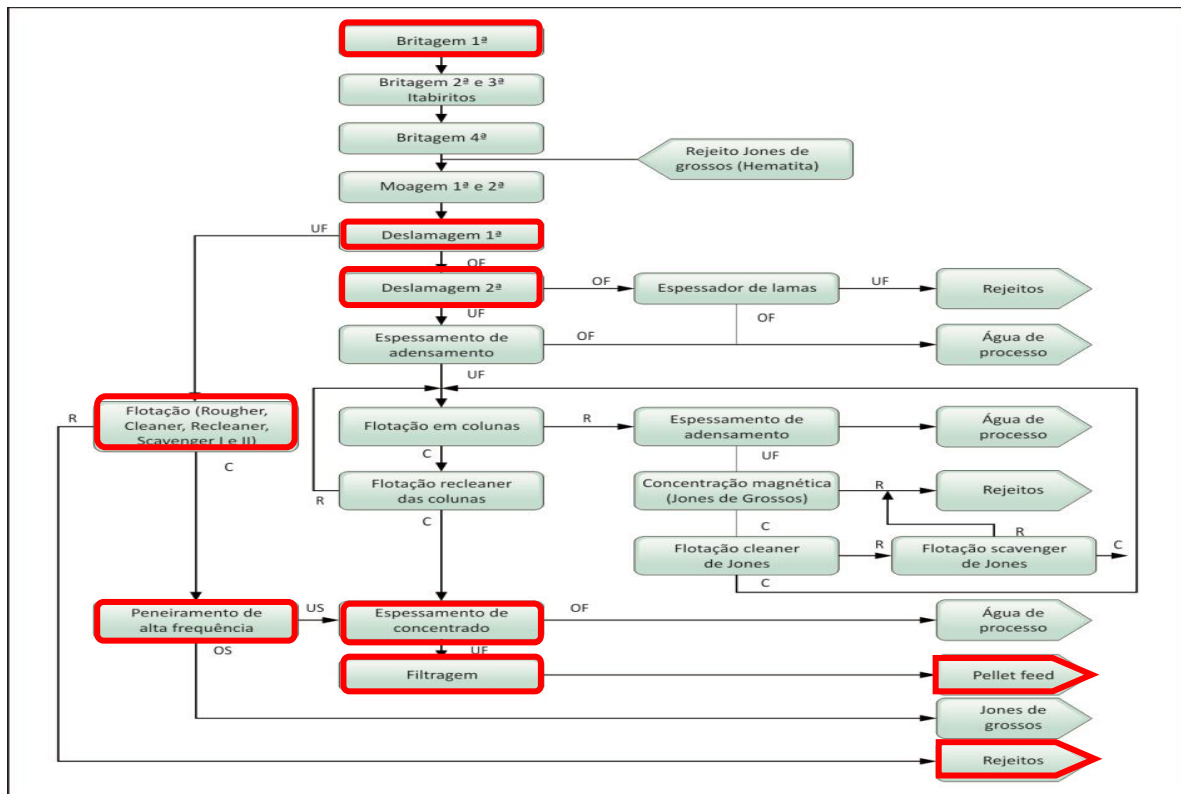 Britagem 1ª
Britagem 2ª e 3ª
Itabiritos
Britagem 4ª
Rejeito Jones de
grossos (Hematita)
Moagem 1ª e 2ª
UF
Deslamagem 1ª
OF
Deslamagem 2ª
OF
Espessador de lamas
UF
Rejeitos
UF
OF
Espessamento de
adensamento
OF
Água de
processo
UF
R
Flotação (Rougher,
Cleaner, Recleaner,
Scavenger I e II)
C
Flotação em colunas
R
Espessamento de
adensamento
Água de
processo
C
UF
R
Flotação recleaner
das colunas
C
Concentração magnética
(Jones de Grossos)
R
Rejeitos
C
R
Flotação cleaner
de Jones
R
Flotação scavenger
de Jones
C
C
Peneiramento de
alta frequência
US
Espessamento de
concentrado
OF
Água de
processo
OS
UF
Filtragem
Pellet feed
Jones de
grossos
Rejeitos